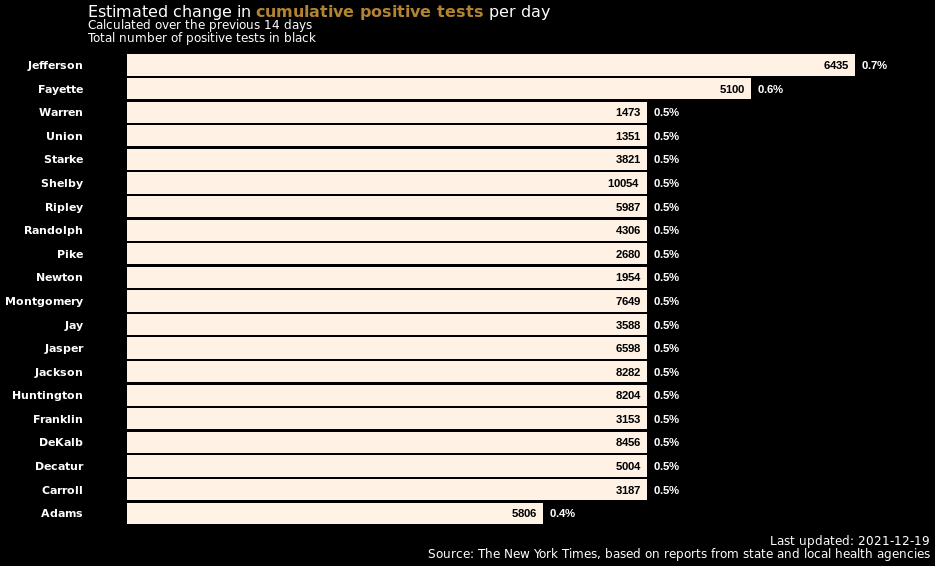 Estimated change in cumulative positive tests per day
Calculated over the previous 14 days
Total number of positive tests in black
Jefferson 6435 0.7%
Fayette 5100 0.6%
Warren 1473 0.5%
Union 1351 0.5%
Starke 3821 0.5%
Shelby 10054 0.5%
Ripley 5987 0.5%
Randolph 4306 0.5%
Pike 2680 0.5%
Newton 1954 0.5%
Montgomery 7649 0.5%
Jay 3588 0.5%
Jasper 6598 0.5%
Jackson 8282 0.5%
Huntington 8204 0.5%
Franklin 3153 0.5%
DeKalb 8456 0.5%
Decatur 5004 0.5%
Carroll 3187 0.5%
Adams 5806 0.4%
Last updated: 2021-12-19
Source: The New York Times, based on reports from state and local health agencies